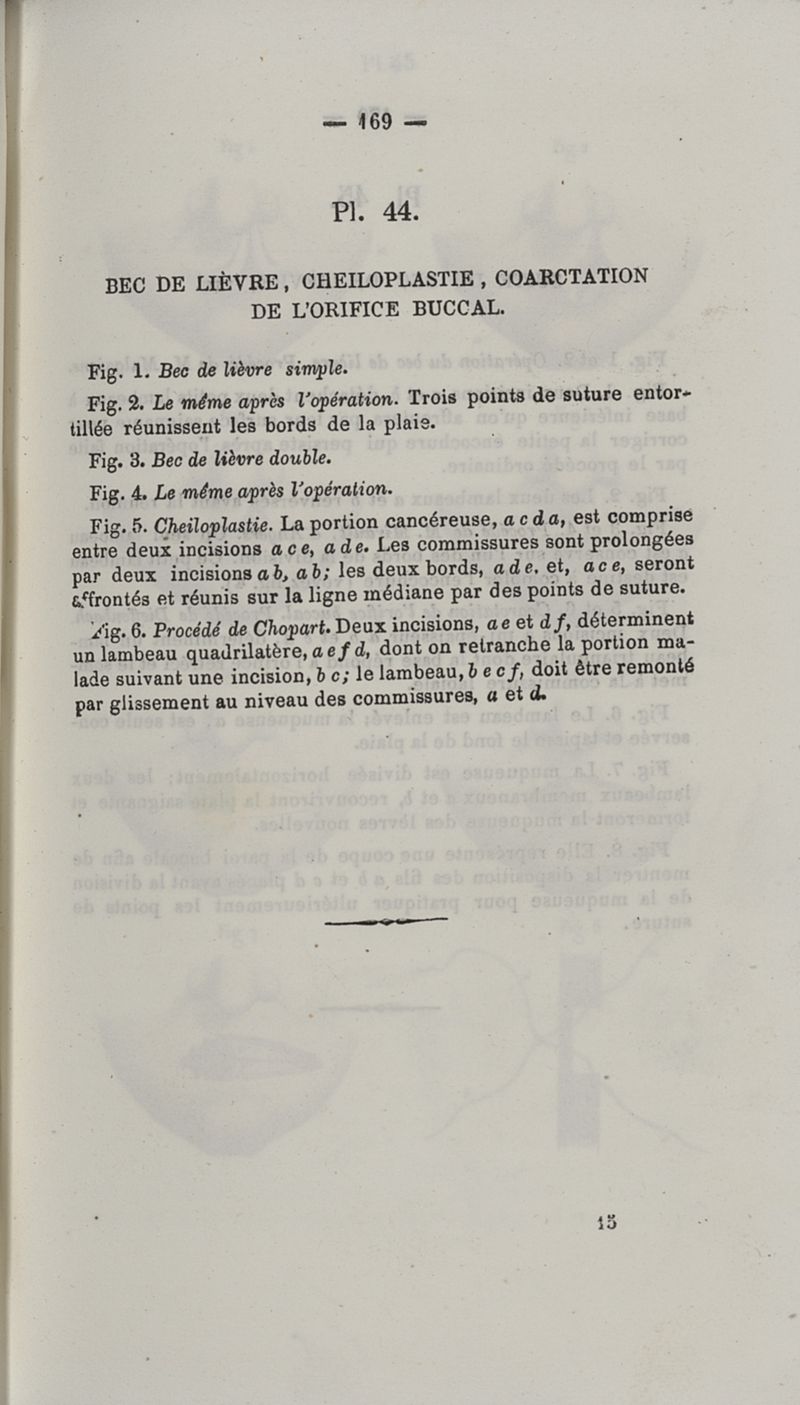 — 169 —
Pl. 44.
BEC DE LIÈVRE, CHEILOPLASTIE, COARCTATION
DE L'ORIFICE BUCCAL.
Fig. 1. Bec de lièvre simple.
Fig. 2. Le même après l'opération. Trois points de suture entor-
tillée réunissent les bords de la plaie.
Fig. 3. Bec de lièvre double.
Fig. 4. Le même après l'opération.
Fig. 5. Cheiloplastie. La portion cancéreuse, a c d a, est comprise
entre deux incisions a c e, a d e. Les commissures sont prolongées
par deux incisions a b, a b; les deux bords, a d e. et, a c e, seront
affrontés et réunis sur la ligne médiane par des points de suture.
Fig. 6. Procédé de Chopart. Deux incisions, a e et d f, déterminent
un lambeau quadrilatère, a e f d, dont on retranche la portion ma-
lade suivant une incision, b c; le lambeau, b e c f, doit être remonté
par glissement au niveau des commissures, a et d.
15